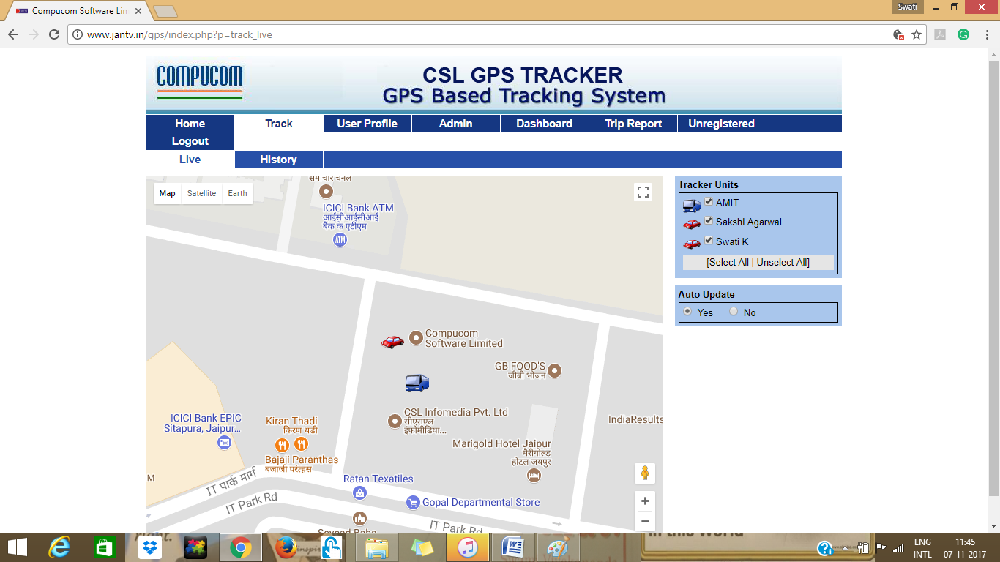 Compucom Software Lim
Swati
www.jantv.in/gps/index.php?p=track_live
COMPUCOM
CSL GPS TRACKER
GPS Based Tracking System
Home
Track
User Profile
Admin
Dashboard
Trip Report
Unregistered
Logout
Live
History
Map
Satellite
Earth
समाचार चैनल
ICICI Bank ATM
आईसीआईसीआई
बैंक के एटीएम
ATM
Compucom
Software Limited
GB FOOD'S
जीबी भोजन
CSL Infomedia Pvt. Ltd
सीएसएल
इंफोमीडिया...
IndiaResults
ICICI Bank EPIC
Sitapura, Jaipur...
Kiran Thadi
किरण थडी
Bajaji Paranthas
बजाजी परंत्हस
Marigold Hotel Jaipur
मैरीगोल्ड
होटल जयपुर
M
IT पार्क मार्ग
IT Park Rd
Ratan Texatiles
Gopal Departmental Store
IT Park Rd
Tracker Units
AMIT
Sakshi Agarwal
Swati K
[Select All | Unselect All]
Auto Update
Yes
No
in this world
ENG
INTL
11:45
07-11-2017